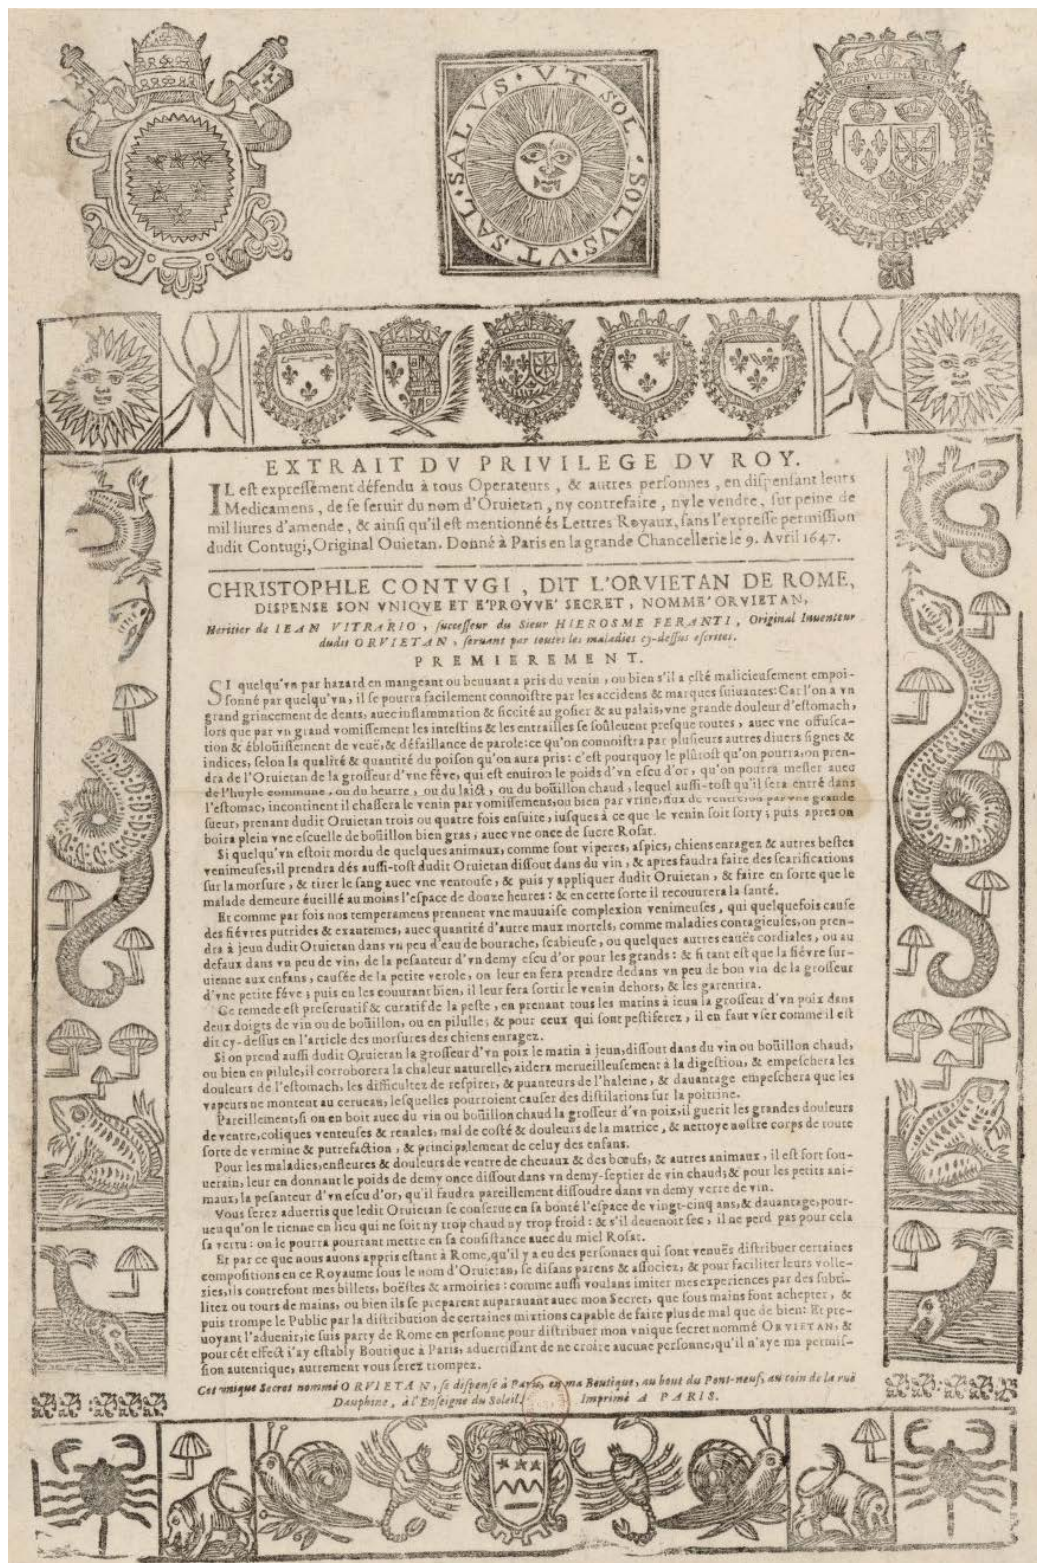 SAL · SALVS · VT SOL · SOLVS · VT
EXTRAIT DV PRIVILEGE DV ROY.
IL est expressément défendu à tous Operateurs, & autres personnes, en dispensant leurs
Medicamens, de se seruir du nom d'Oruietan, ny contrefaire, ny le vendre, sur peine de
mil liures d'amende, & ainsi qu'il est mentionné és Lettres Royaux, sans l'expresse permission
dudit Contugi, Original Ouietan. Donné à Paris en la grande Chancellerie le 9. Avril 1647.
CHRISTOPHLE CONTVGI, DIT L'ORVIETAN DE ROME,
DISPENSE SON VNIQVE ET E'PROVVE' SECRET, NOMME' ORVIETAN,
Heritier de IEAN VITRARIO, successeur du Sieur HIEROSME FERANTI, Original Inuenteur
dudit ORVIETAN, seruant par toutes les maladies cy-dessus escrites.
PREMIEREMENT.
SI quelqu'vn par hazard en mangeant ou beuuant a pris du venin, ou bien s'il a esté malicieusement empoi-
sonné par quelqu'vn, il se pourra facilement connoistre par les accidens & marques suiuantes: Car l'on a vn
grand grincement de dents, auec inflammation & siccité au gosier & au palais, vne grande douleur d'estomach,
lors que par vn grand vomissement les intestins & les entrailles se soûleuent presque toutes, auec vne offusca-
tion & éblouissement de veuë, & défaillance de parole: ce qu'on connoistra par plusieurs autres diuers signes &
indices, selon la qualité & quantité du poison qu'on aura pris: c'est pourquoy le plûtost qu'on pourra, on pren-
dra de l'Oruietan de la grosseur d'vne féve, qui est enuiron le poids d'vn escu d'or, qu'on pourra mesler auec
de l'huyle commune, ou du beurre, ou du laict, ou du boüillon chaud, lequel aussi-tost qu'il sera entré dans
l'estomac, incontinent il chassera le venin par vomissemens, ou bien par vrine, flux de ventre, ou par vne grande
sueur, prenant dudit Oruietan trois ou quatre fois ensuite, iusques à ce que le venin soit sorty; puis apres on
boira plein vne escuelle de boüillon bien gras, auec vne once de sucre Rosat.
Si quelqu'vn estoit mordu de quelques animaux, comme sont viperes, aspics, chiens enragez & autres bestes
venimeuses, il prendra dés aussi-tost dudit Oruietan dissout dans du vin, & apres faudra faire des scarifications
sur la morsure, & tirer le sang auec vne ventouse, & puis y appliquer dudit Oruietan, & faire en sorte que le
malade demeure éueillé au moins l'espace de douze heures: & en cette sorte il recouurera la santé.
Et comme par fois nos temperamens prennent vne mauuaise complexion venimeuse, qui quelquefois cause
des fiévres putrides & exantemes, auec quantité d'autre maux mortels, comme maladies contagieuses, on pren-
dra à jeun dudit Oruietan dans vn peu d'eau de bourache, scabieuse, ou quelques autres eauës cordiales, ou au
defaux dans vn peu de vin, de la pesanteur d'vn demy escu d'or pour les grands: & si tant est que la fiévre sur-
uienne aux enfans, causée de la petite verole, on leur en fera prendre dedans vn peu de bon vin de la grosseur
d'vne petite féve; puis en les couurant bien, il leur fera sortir le venin dehors, & les garentira.
Ce remede est preseruatif & curatif de la peste, en prenant tous les matins à ieun la grosseur d'vn poix dans
deux doigts de vin ou de boüillon, ou en pilulle; & pour ceux qui sont pestiferez, il en faut vser comme il est
dit cy-dessus en l'article des morsures des chiens enragez.
Si on prend aussi dudit Oruietan la grosseur d'vn poix le matin à jeun, dissout dans du vin ou boüillon chaud,
ou bien en pilule, il corroborera la chaleur naturelle, aidera merueilleusement à la digestion, & empeschera les
douleurs de l'estomach, les difficultez de respirer, & puanteurs de l'haleine, & dauantage empeschera que les
vapeurs ne montent au cerueau, lesquelles pourroient causer des distilations sur la poitrine.
Pareillement, si on en boit auec du vin ou boüillon chaud la grosseur d'vn poix, il guerit les grandes douleurs
de ventre, coliques venteuses & renales, mal de costé & douleurs de la matrice, & nettoye nostre corps de toute
sorte de vermine & putrefaction, & principalement de celuy des enfans.
Pour les maladies, enfleures & douleurs de ventre de cheuaux & des bœufs, & autres animaux, il est fort sou-
uerain, leur en donnant le poids de demy once dissout dans vn demy-septier de vin chaud; & pour les petits ani-
maux, la pesanteur d'vn escu d'or, qu'il faudra pareillement dissoudre dans vn demy verre de vin.
Vous serez aduertis que ledit Oruietan se conserue en sa bonté l'espace de vingt-cinq ans, & dauantage, pour-
ueu qu'on le tienne en lieu qui ne soit ny trop chaud ny trop froid: & s'il deuenoit sec, il ne perd pas pour cela
sa vertu: on le pourra pourtant mettre en sa consistance auec du miel Rosat.
Et par ce que nous auons appris estant à Rome, qu'il y a eu des personnes qui sont venuës distribuer certaines
compositions en ce Royaume sous le nom d'Oruietan, se disans parens & associez, & pour faciliter leurs volle-
ries, ils contrefont mes billets, boëstes & armoiries: comme aussi voulans imiter mes experiences par des subti-
litez ou tours de mains, ou bien ils se preparent auparauant auec mon Secret, que sous mains font achepter, &
puis trompe le Public par la distribution de certaines mixtions capable de faire plus de mal que de bien: Et pre-
uoyant l'aduenir, ie suis party de Rome en personne pour distribuer mon vnique secret nommé ORVIETAN, &
pour cét effect i'ay estably Boutique à Paris, aduertissant de ne croire aucune personne, qu'il n'aye ma permis-
sion autentique, autrement vous serez trompez.
Cet vnique Secret nommé ORVIETAN, se dispense à Paris, en ma Boutique, au bout du Pont-neuf, au coin de la ruë
Dauphine, à l'Enseigne du Soleil. Imprimé A PARIS.